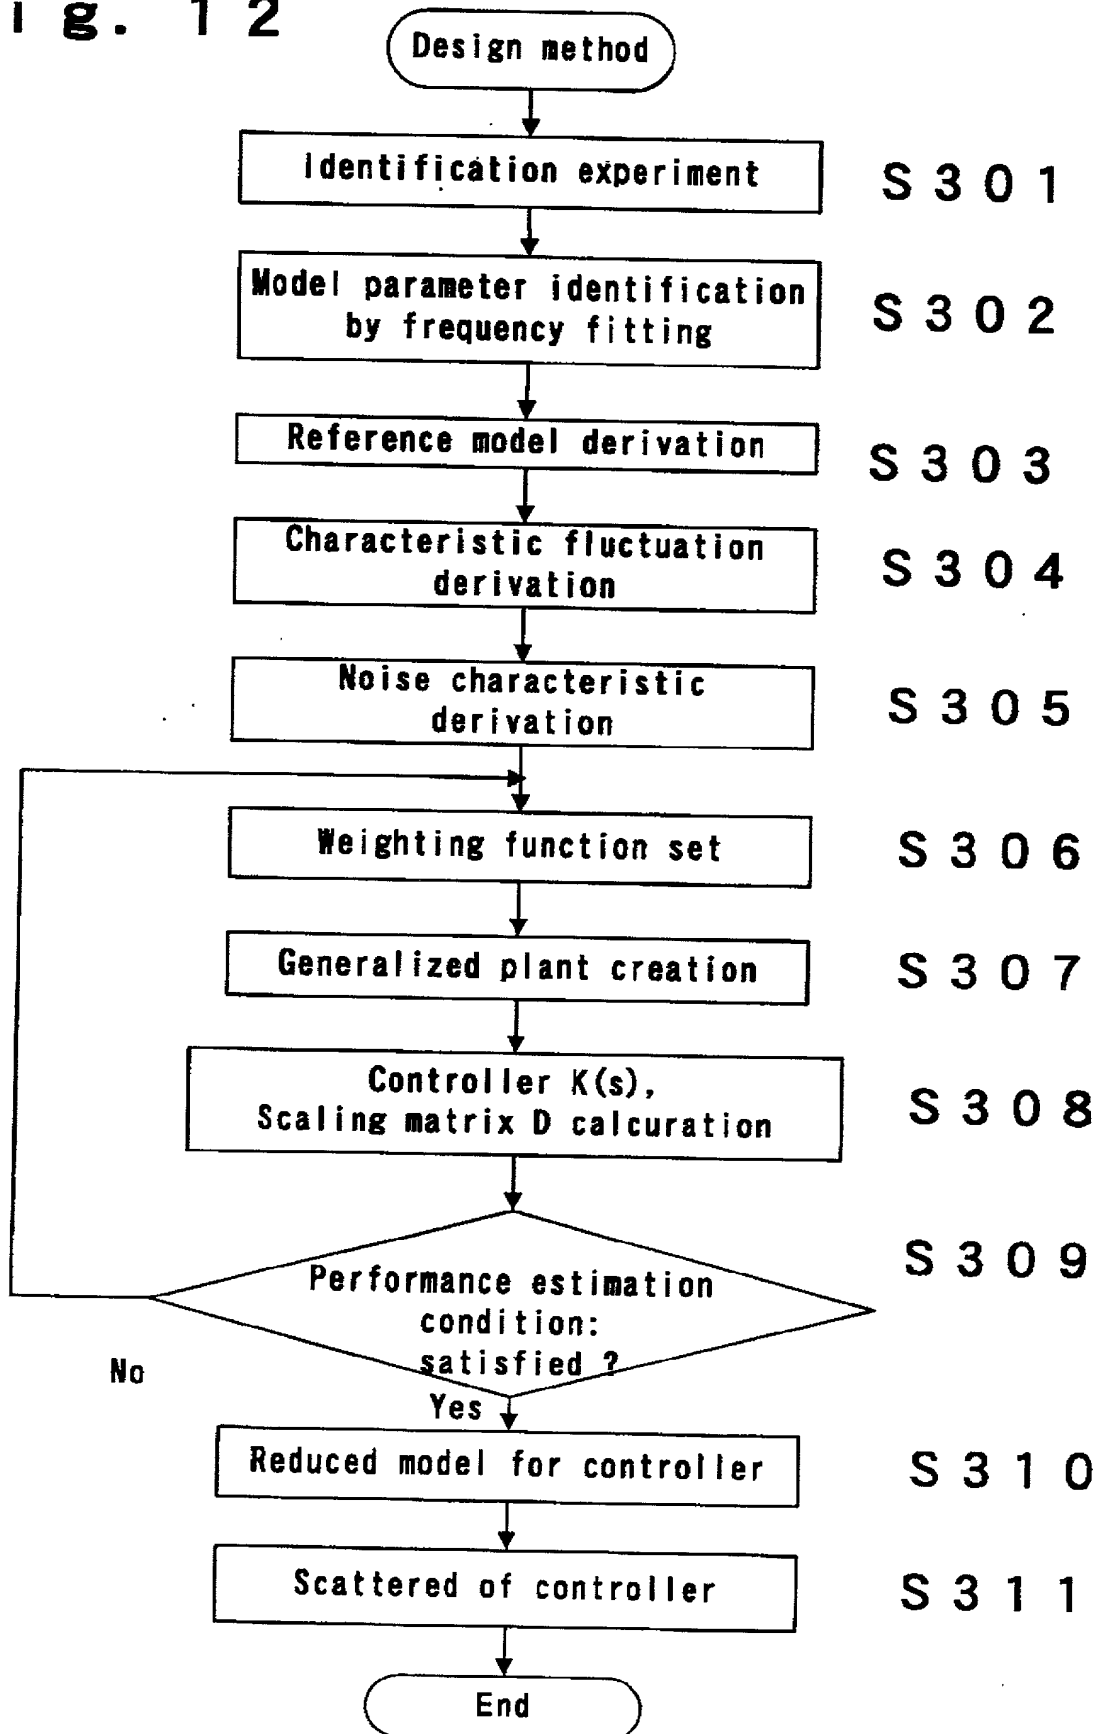 ig. 12
Design method
Identification experiment
S301
Model parameter identification
by frequency fitting
S302
Reference model derivation
S303
Characteristic fluctuation
derivation
S304
Noise characteristic
derivation
S305
Weighting function set
S306
Generalized plant creation
S307
Controller K(s),
Scaling matrix D calcuration
S308
Performance estimation
condition:
satisfied ?
S309
No
Yes
Reduced model for controller
S310
Scattered of controller
S311
End